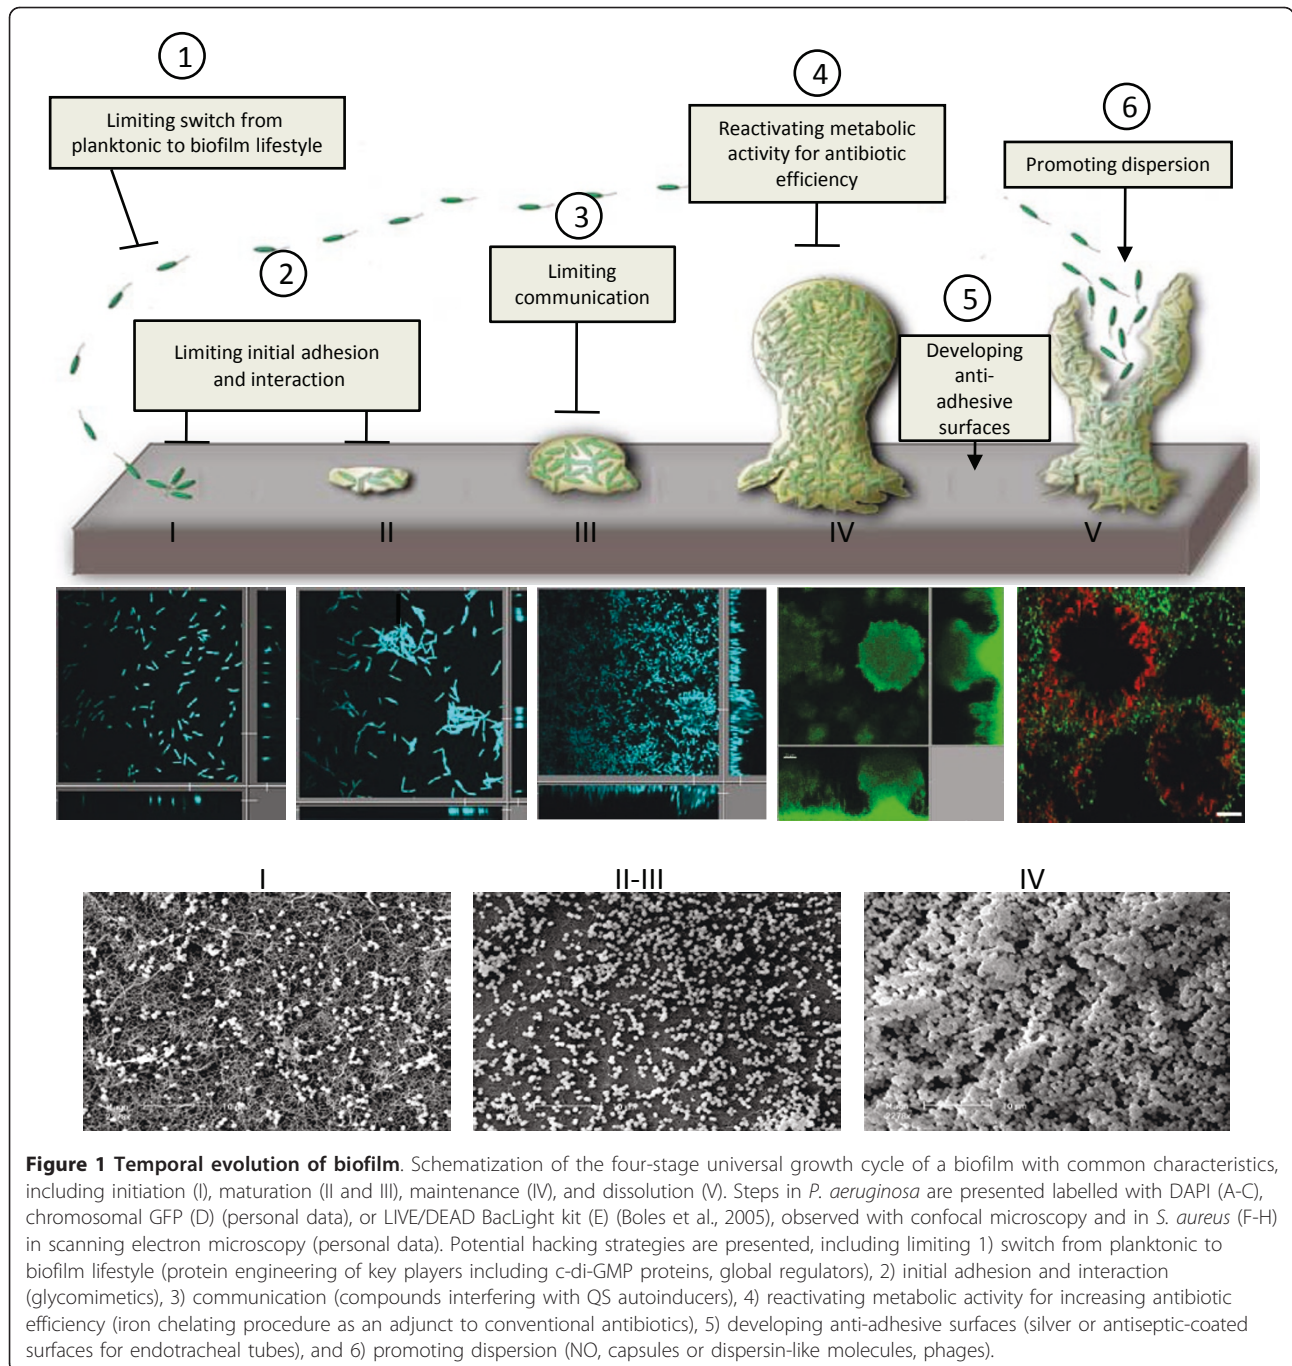 1
Limiting switch from
planktonic to biofilm lifestyle
4
Reactivating metabolic
activity for antibiotic
efficiency
6
Promoting dispersion
3
Limiting
communication
2
Limiting initial adhesion
and interaction
5
Developing
anti-
adhesive
surfaces
I
II
III
IV
V
I
II-III
IV
10 µm
10 µm
Figure 1 Temporal evolution of biofilm. Schematization of the four-stage universal growth cycle of a biofilm with common characteristics,
including initiation (I), maturation (II and III), maintenance (IV), and dissolution (V). Steps in P. aeruginosa are presented labelled with DAPI (A-C),
chromosomal GFP (D) (personal data), or LIVE/DEAD BacLight kit (E) (Boles et al., 2005), observed with confocal microscopy and in S. aureus (F-H)
in scanning electron microscopy (personal data). Potential hacking strategies are presented, including limiting 1) switch from planktonic to
biofilm lifestyle (protein engineering of key players including c-di-GMP proteins, global regulators), 2) initial adhesion and interaction
(glycomimetics), 3) communication (compounds interfering with QS autoinducers), 4) reactivating metabolic activity for increasing antibiotic
efficiency (iron chelating procedure as an adjunct to conventional antibiotics), 5) developing anti-adhesive surfaces (silver or antiseptic-coated
surfaces for endotracheal tubes), and 6) promoting dispersion (NO, capsules or dispersin-like molecules, phages).